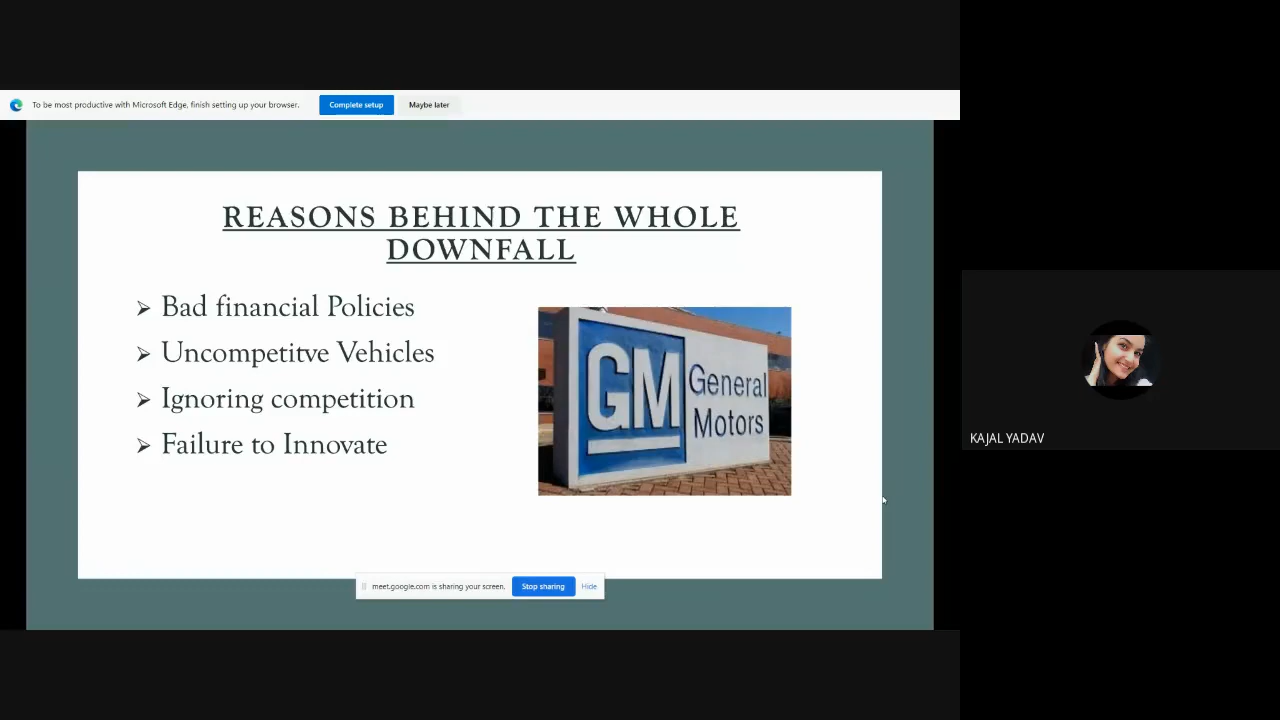 To be most productive with Microsoft Edge, finish setting up your browser.
Complete setup
Maybe later
REASONS BEHIND THE WHOLE
DOWNFALL
Bad financial Policies
Uncompetitve Vehicles
Ignoring competition
Failure to Innovate
GM
General
Motors
KAJAL YADAV
meet.google.com is sharing your screen.
Stop sharing
Hide